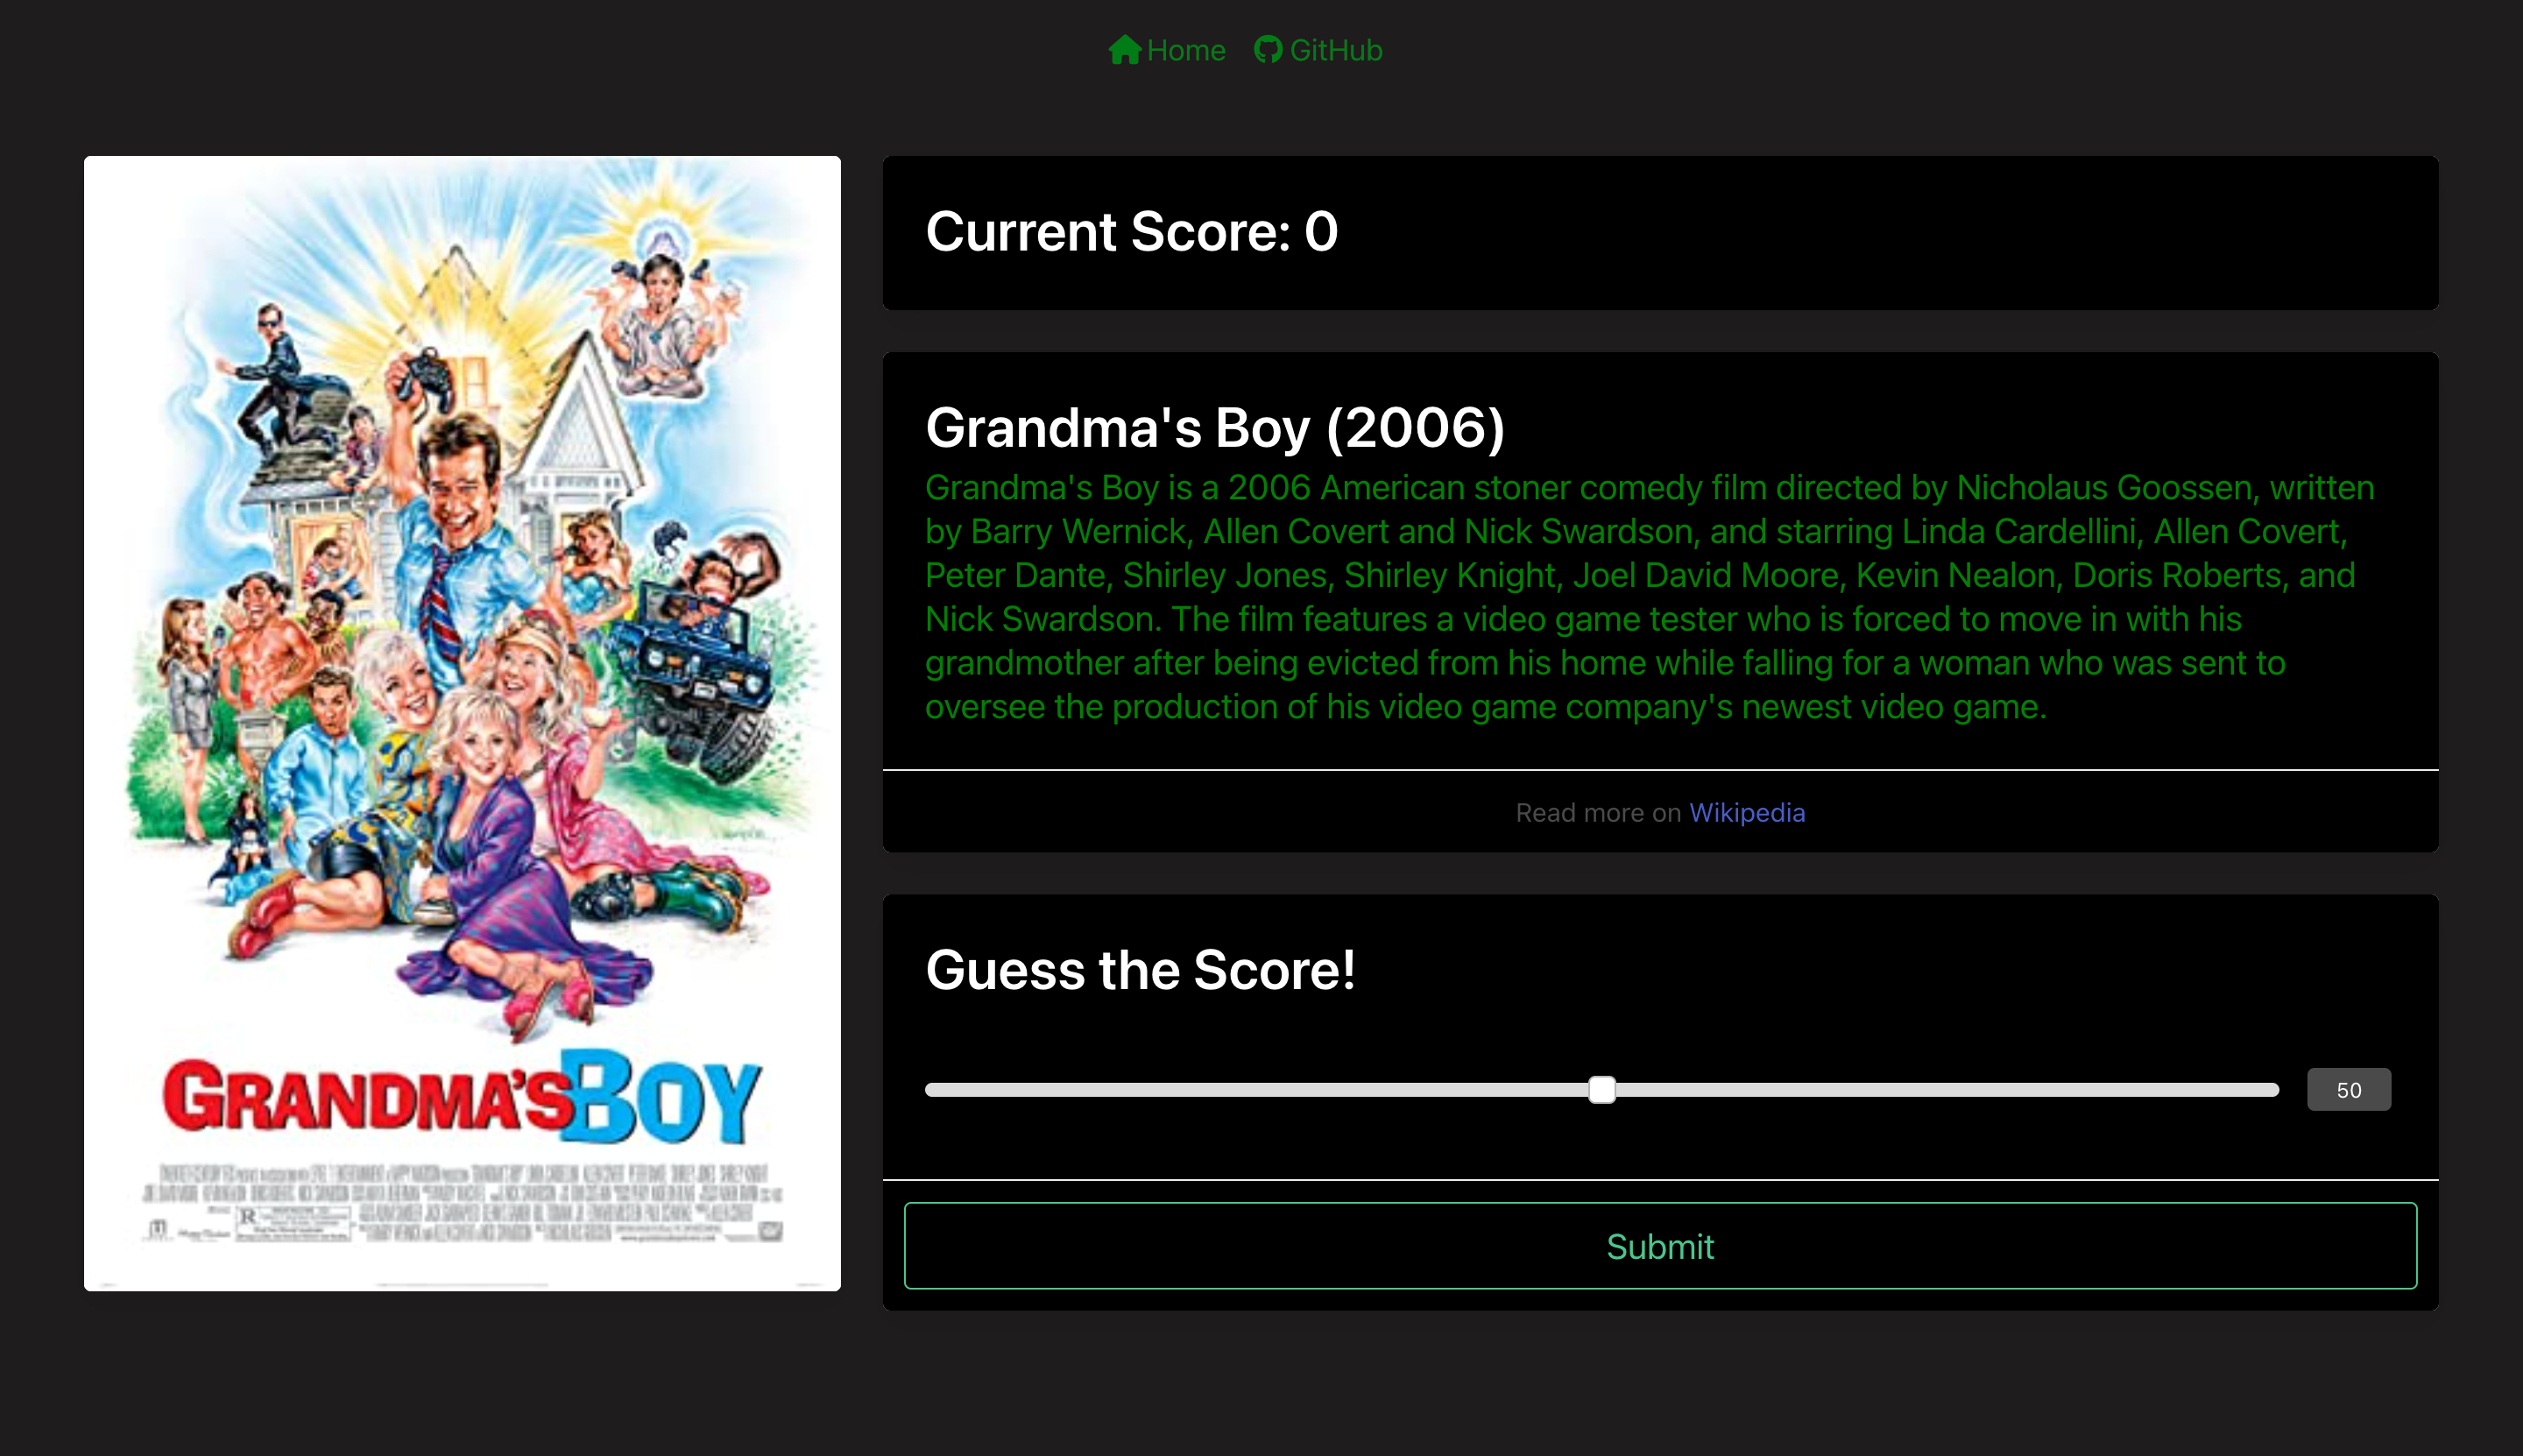 Home GitHub
Current Score: 0
Grandma's Boy (2006)
Grandma's Boy is a 2006 American stoner comedy film directed by Nicholaus Goossen, written
by Barry Wernick, Allen Covert and Nick Swardson, and starring Linda Cardellini, Allen Covert,
Peter Dante, Shirley Jones, Shirley Knight, Joel David Moore, Kevin Nealon, Doris Roberts, and
Nick Swardson. The film features a video game tester who is forced to move in with his
grandmother after being evicted from his home while falling for a woman who was sent to
oversee the production of his video game company's newest video game.
Read more on Wikipedia
Guess the Score!
50
Submit
GRANDMA'S BOY
R